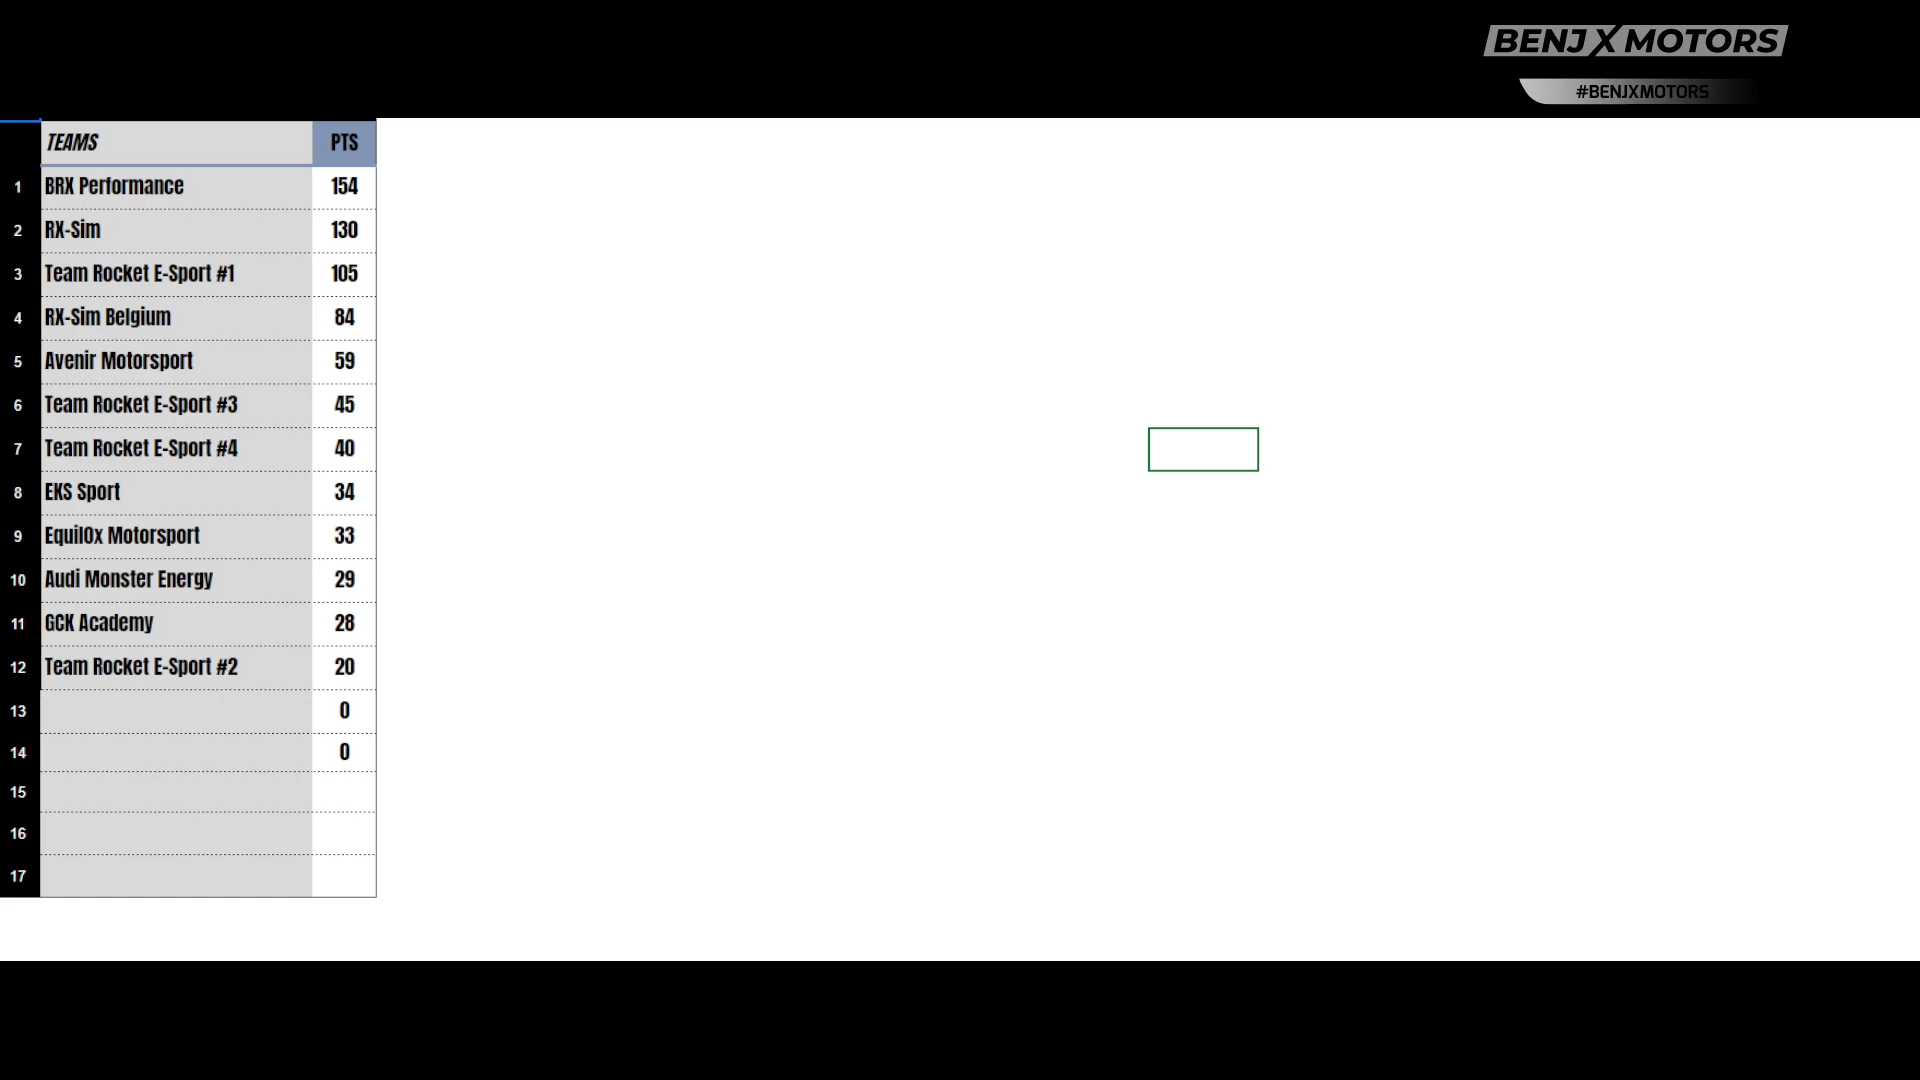 BENJ X MOTORS
#BENJXMOTORS
TEAMS PTS
1 BRX Performance 154
2 RX-Sim 130
3 Team Rocket E-Sport #1 105
4 RX-Sim Belgium 84
5 Avenir Motorsport 59
6 Team Rocket E-Sport #3 45
7 Team Rocket E-Sport #4 40
8 EKS Sport 34
9 Equil0x Motorsport 33
10 Audi Monster Energy 29
11 GCK Academy 28
12 Team Rocket E-Sport #2 20
13 0
14 0
15
16
17